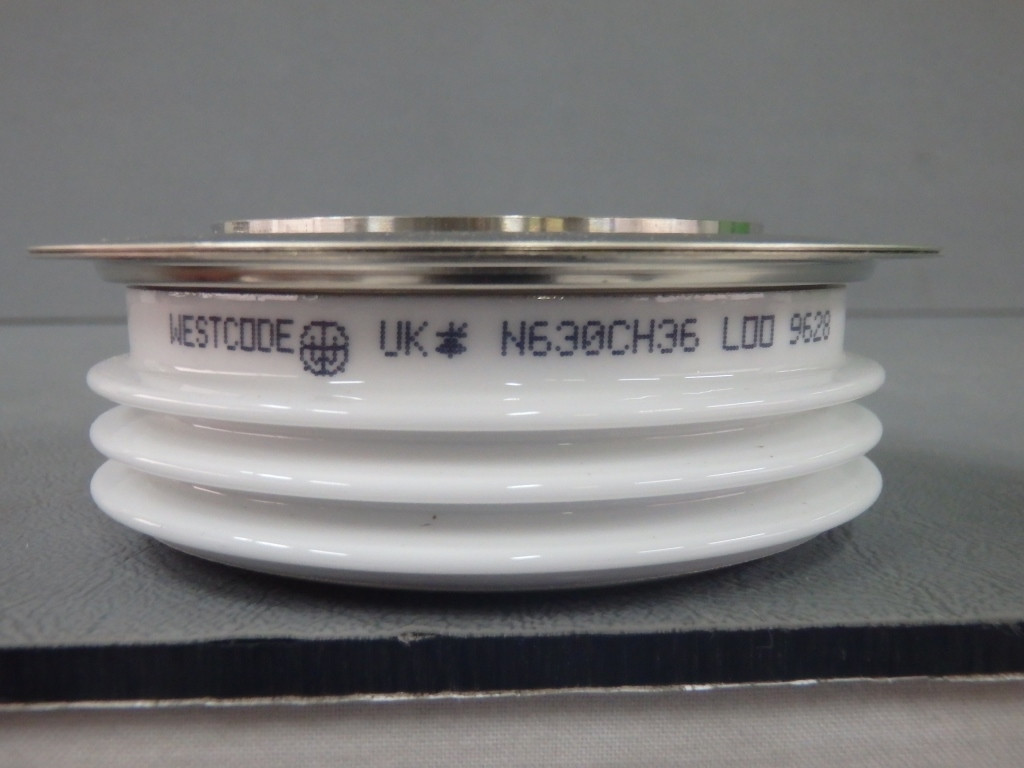 WESTCODE UK N630CH36 LOO 9628